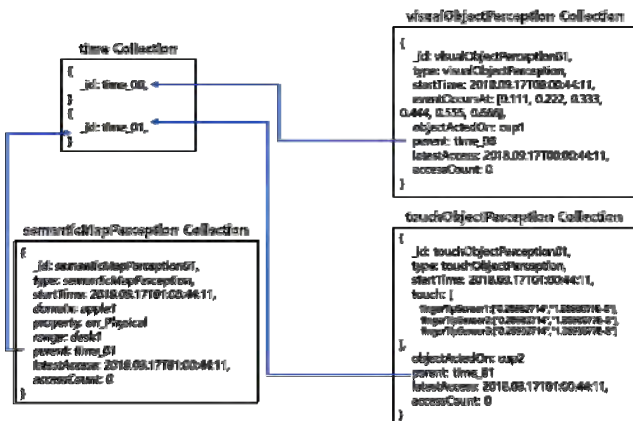 time Collection
{
_id: time_00,
}
{
_id: time_01,
}
visualObjectPerception Collection
{
_id: visualObjectPerception01,
type: visualObjectPerception,
startTime: 2018.09.17T00:00:44:11,
eventOccursAt: [0.111, 0.222, 0.333,
0.444, 0.555, 0.666],
objectActedOn: cup1
parent: time_00
latestAccess: 2018.09.17T00:00:44:11,
accessCount: 0
}
semanticMapPerception Collection
{
_id: semanticMapPerception01,
type: semanticMapPerception,
startTime: 2018.09.17T01:00:44:11,
domain: apple1
property: on_Physical
range: desk1
parent: time_01
latestAccess: 2018.09.17T01:00:44:11,
accessCount: 0
}
touchObjectPerception Collection
{
_id: touchObjectPerception01,
type: touchObjectPerception,
startTime: 2018.09.17T01:00:44:11,
touch: [
],
objectActedOn: cup2
parent: time_01
latestAccess: 2018.09.17T01:00:44:11,
accessCount: 0
}